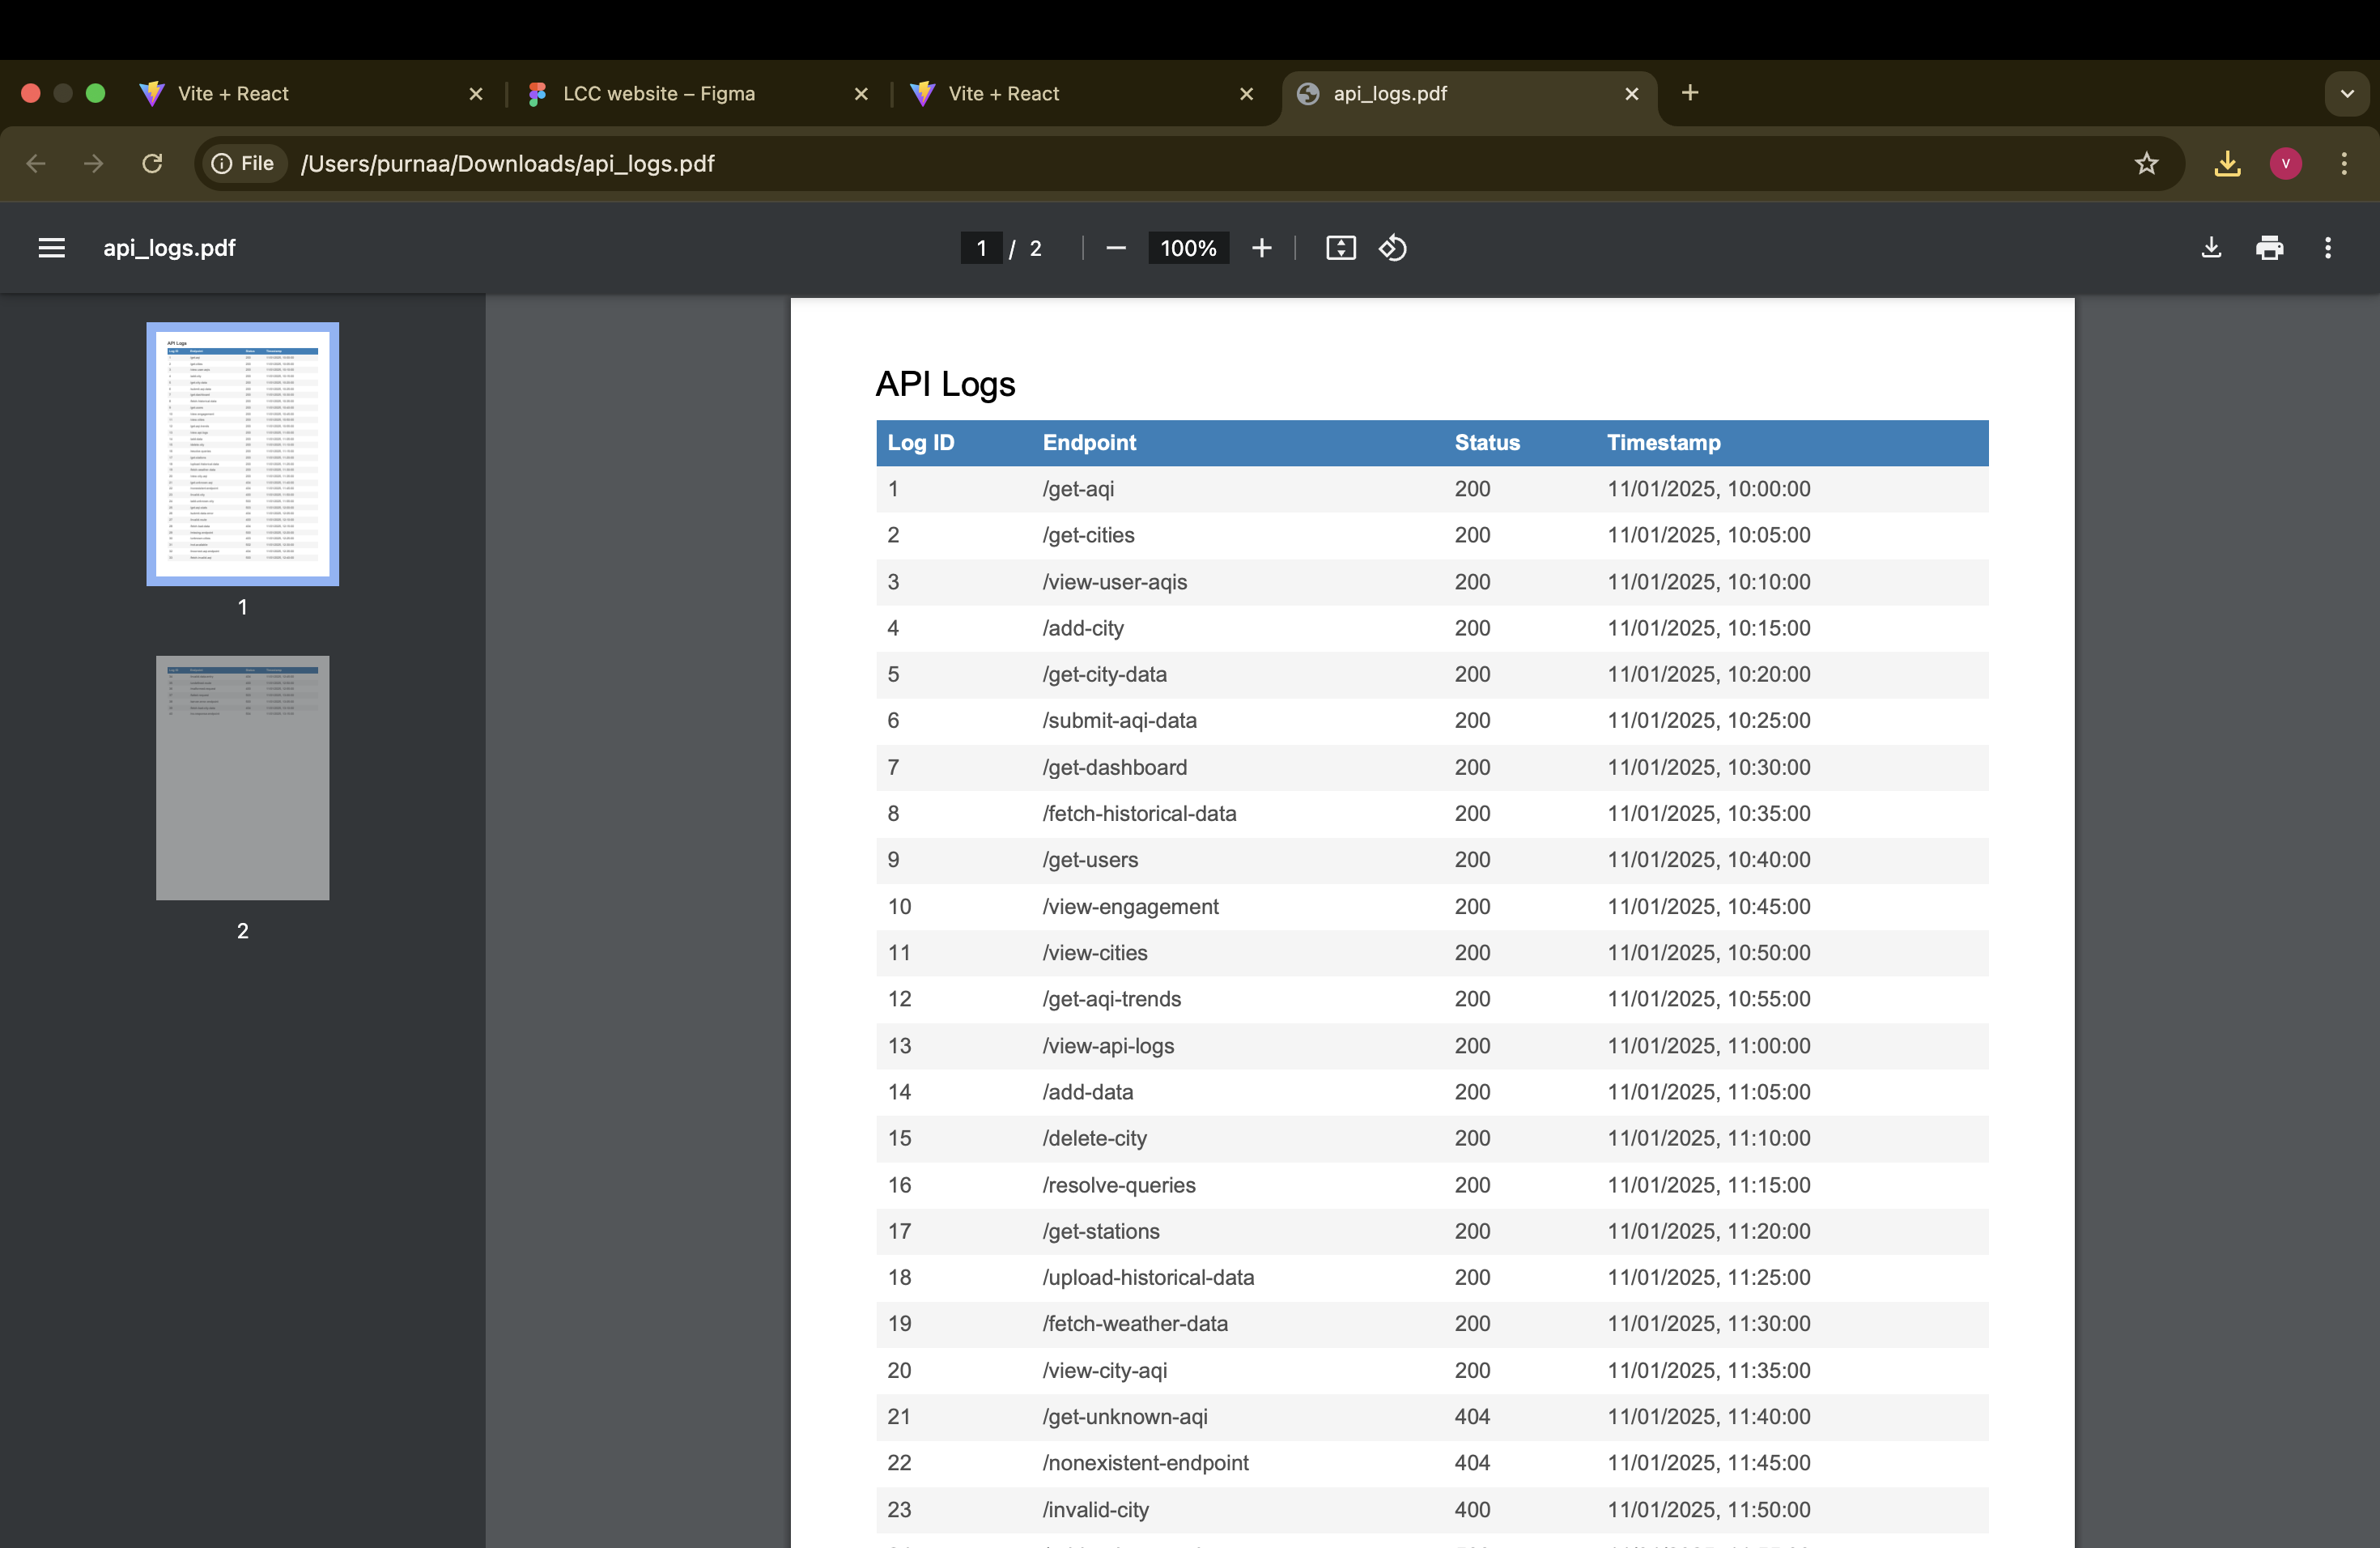 Vite + React
LCC website – Figma
Vite + React
api_logs.pdf
File /Users/purnaa/Downloads/api_logs.pdf
V
api_logs.pdf
1 / 2
100%
1
2
API Logs
Log ID Endpoint Status Timestamp
1 /get-aqi 200 11/01/2025, 10:00:00
2 /get-cities 200 11/01/2025, 10:05:00
3 /view-user-aqis 200 11/01/2025, 10:10:00
4 /add-city 200 11/01/2025, 10:15:00
5 /get-city-data 200 11/01/2025, 10:20:00
6 /submit-aqi-data 200 11/01/2025, 10:25:00
7 /get-dashboard 200 11/01/2025, 10:30:00
8 /fetch-historical-data 200 11/01/2025, 10:35:00
9 /get-users 200 11/01/2025, 10:40:00
10 /view-engagement 200 11/01/2025, 10:45:00
11 /view-cities 200 11/01/2025, 10:50:00
12 /get-aqi-trends 200 11/01/2025, 10:55:00
13 /view-api-logs 200 11/01/2025, 11:00:00
14 /add-data 200 11/01/2025, 11:05:00
15 /delete-city 200 11/01/2025, 11:10:00
16 /resolve-queries 200 11/01/2025, 11:15:00
17 /get-stations 200 11/01/2025, 11:20:00
18 /upload-historical-data 200 11/01/2025, 11:25:00
19 /fetch-weather-data 200 11/01/2025, 11:30:00
20 /view-city-aqi 200 11/01/2025, 11:35:00
21 /get-unknown-aqi 404 11/01/2025, 11:40:00
22 /nonexistent-endpoint 404 11/01/2025, 11:45:00
23 /invalid-city 400 11/01/2025, 11:50:00